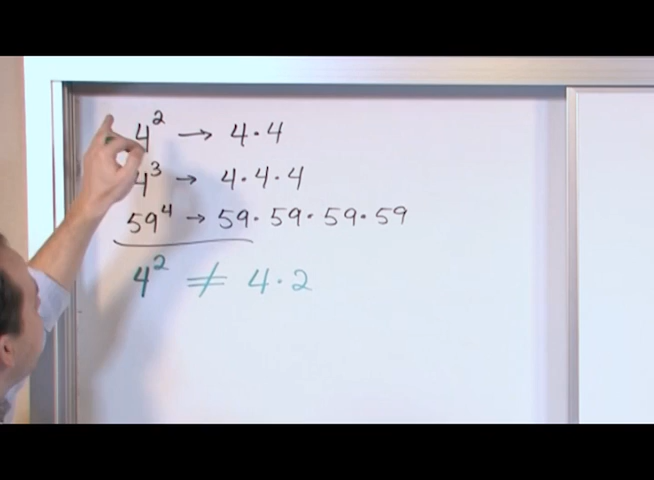 4² → 4 · 4
4³ → 4 · 4 · 4
59⁴ → 59 · 59 · 59 · 59
4² ≠ 4 · 2